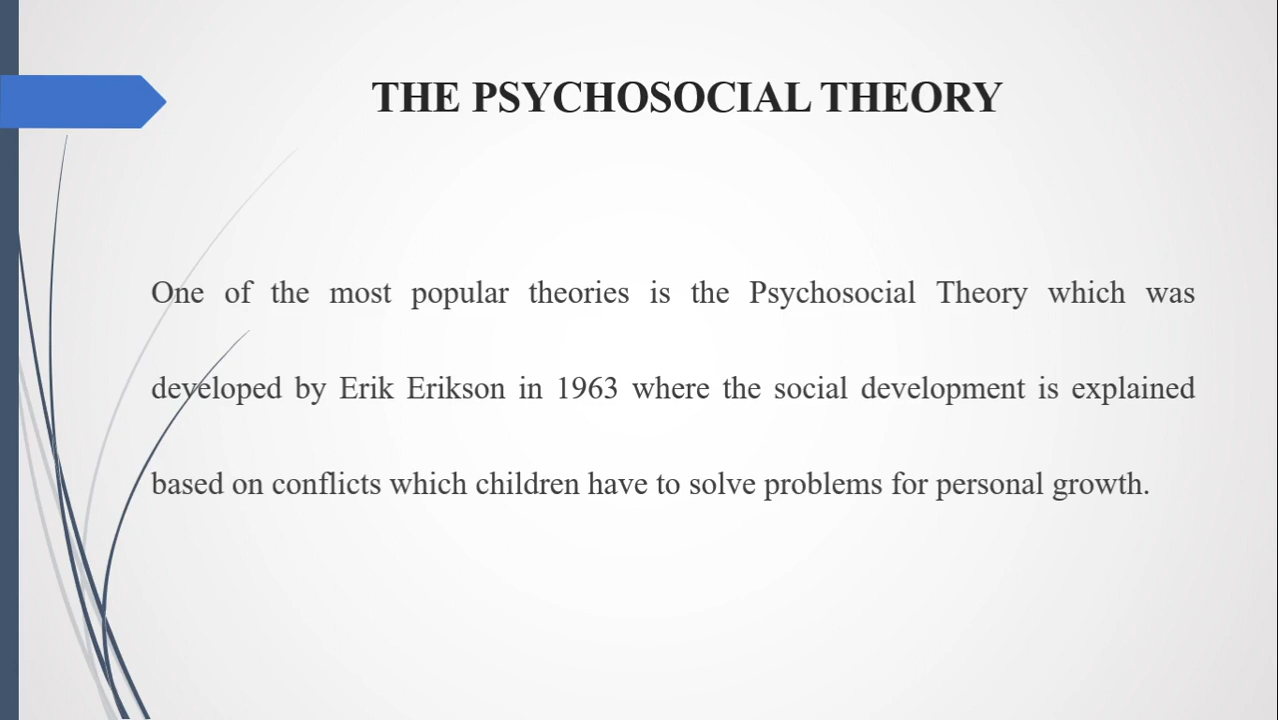 THE PSYCHOSOCIAL THEORY
One of the most popular theories is the Psychosocial Theory which was
developed by Erik Erikson in 1963 where the social development is explained
based on conflicts which children have to solve problems for personal growth.